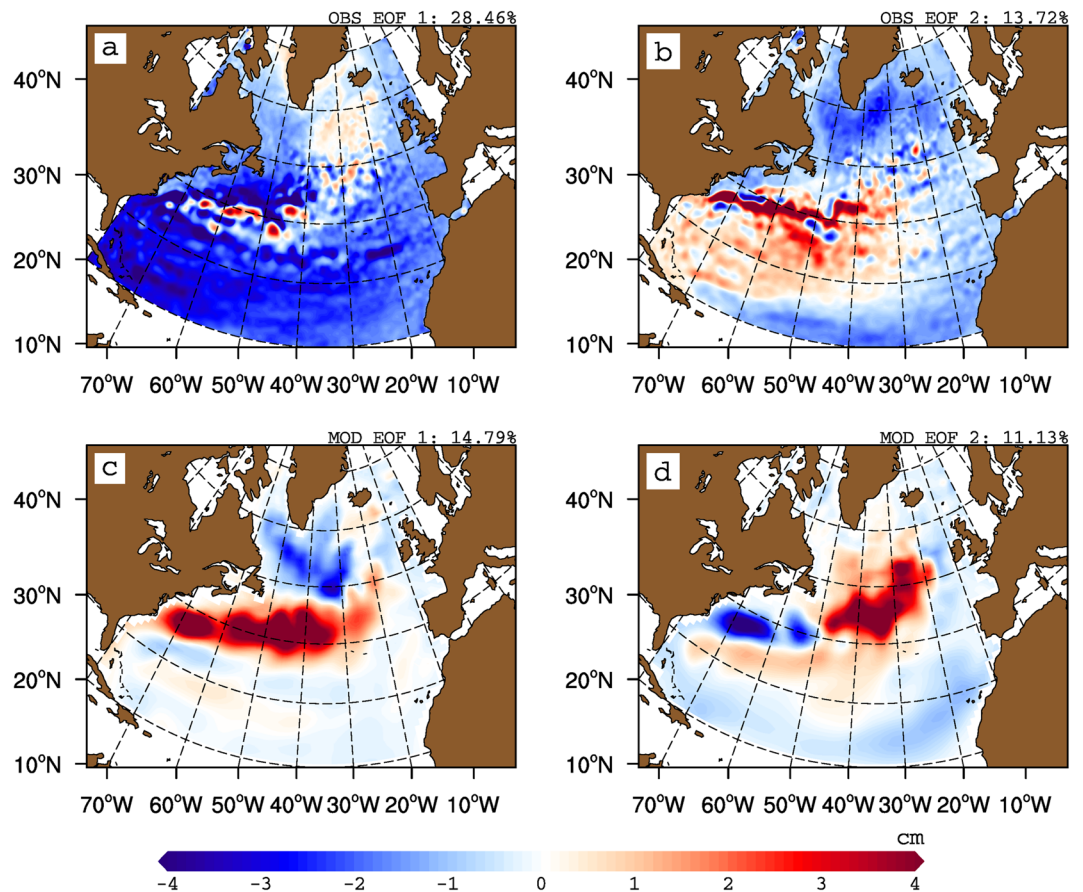 OBS EOF 1: 28.46%
OBS EOF 2: 13.72%
a
b
40°N
40°N
30°N
30°N
20°N
20°N
10°N
10°N
70°W 60°W 50°W 40°W 30°W 20°W 10°W
70°W 60°W 50°W 40°W 30°W 20°W 10°W
MOD EOF 1: 14.79%
MOD EOF 2: 11.13%
c
d
40°N
40°N
30°N
30°N
20°N
20°N
10°N
10°N
70°W 60°W 50°W 40°W 30°W 20°W 10°W
70°W 60°W 50°W 40°W 30°W 20°W 10°W
cm
-4 -3 -2 -1 0 1 2 3 4